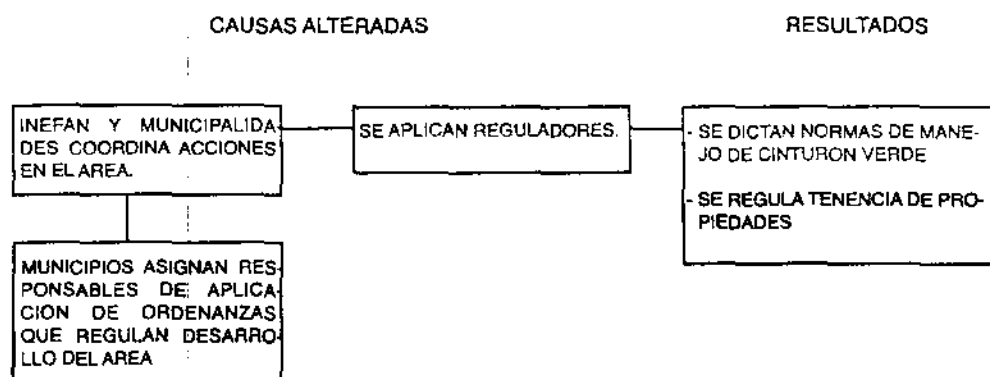 CAUSAS ALTERADAS
RESULTADOS
INEFAN Y MUNICIPALIDA
DES COORDINA ACCIONES
EN EL AREA.
SE APLICAN REGULADORES.
- SE DICTAN NORMAS DE MANE-
JO DE CINTURON VERDE
- SE REGULA TENENCIA DE PRO-
PIEDADES
MUNICIPIOS ASIGNAN RES-
PONSABLES DE APLICA-
CION DE ORDENANZAS
QUE REGULAN DESARRO-
LLO DEL AREA